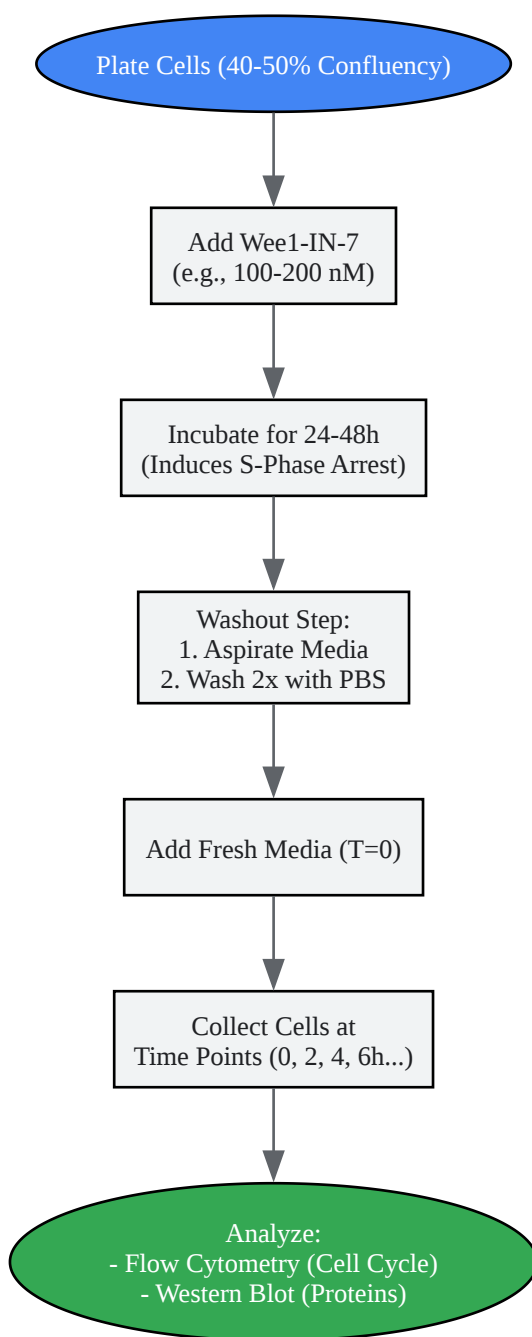 Plate Cells (40-50% Confluency)
Add Wee1-IN-7
(e.g., 100-200 nM)
Incubate for 24-48h
(Induces S-Phase Arrest)
Washout Step:
1. Aspirate Media
2. Wash 2x with PBS
Add Fresh Media (T=0)
Collect Cells at
Time Points (0, 2, 4, 6h...)
Analyze:
- Flow Cytometry (Cell Cycle)
- Western Blot (Proteins)